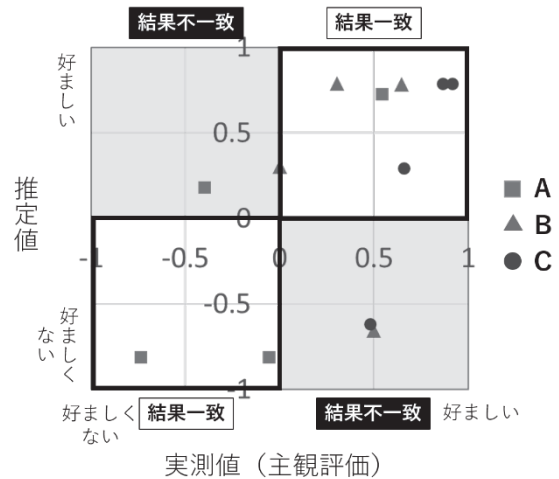 結果不一致
結果一致
好ましい
1
0.5
0
-1
-0.5
0
0.5
1
-0.5
-1
推定値
好ましく
ない
A
B
C
好ましく
ない
結果一致
結果不一致
好ましい
実測値（主観評価）